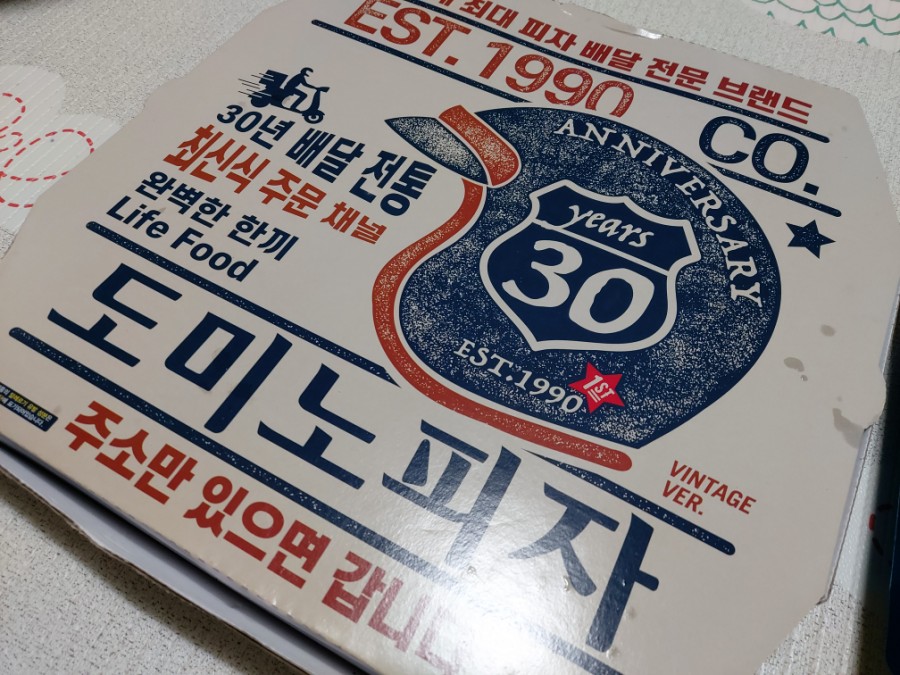 최대 피자 배달 전문 브랜드
EST.1990
CO.
30년 배달 전통
최신식 주문 채널
완벽한 한끼
Life Food
ANNIVERSARY
years
30
EST.1990
1ST
도미노피자
VINTAGE
VER.
주소만 있으면 갑니다